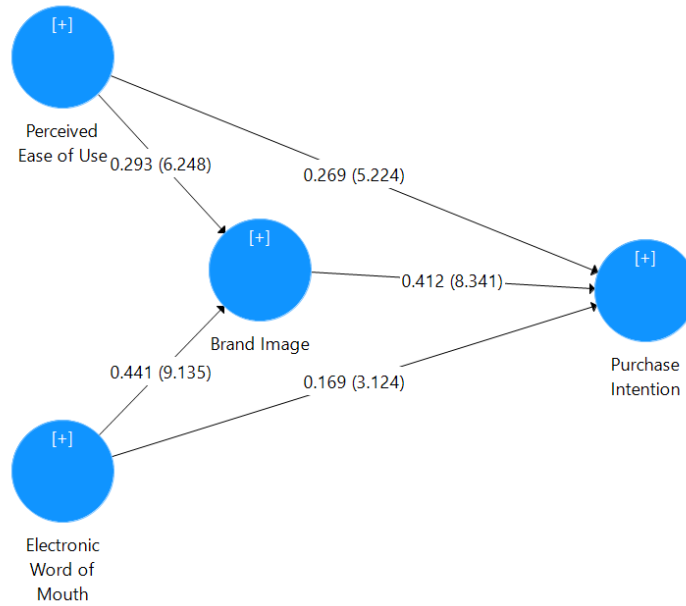 [+]
Perceived
Ease of Use
0.293 (6.248)
0.269 (5.224)
[+]
[+]
0.412 (8.341)
Brand Image
Purchase
Intention
0.441 (9.135)
0.169 (3.124)
[+]
Electronic
Word of
Mouth